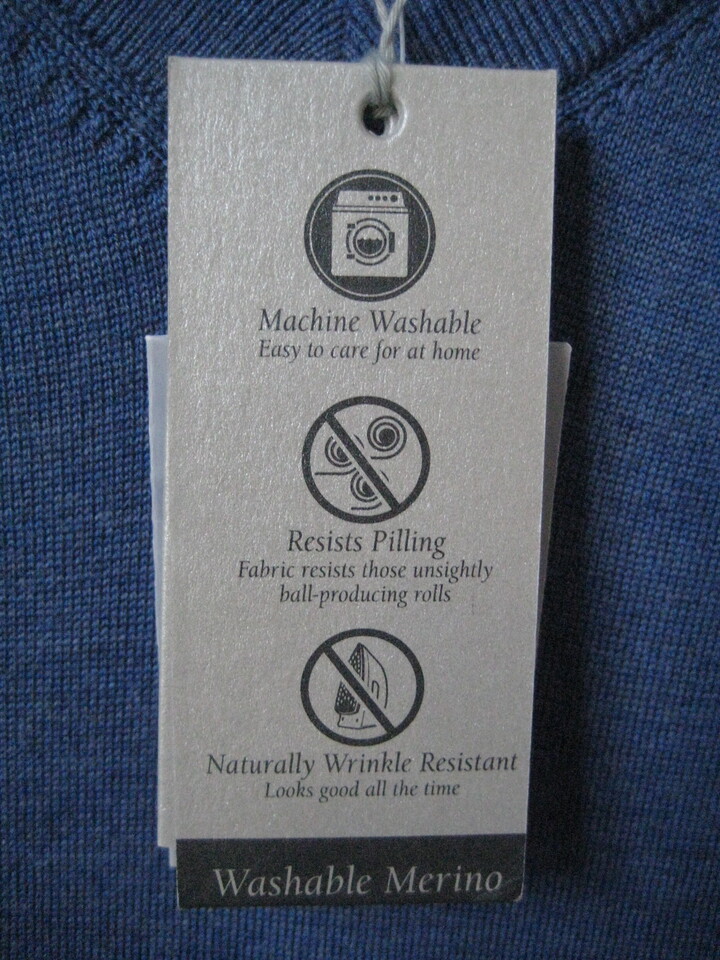 Machine Washable
Easy to care for at home
Resists Pilling
Fabric resists those unsightly
ball-producing rolls
Naturally Wrinkle Resistant
Looks good all the time
Washable Merino